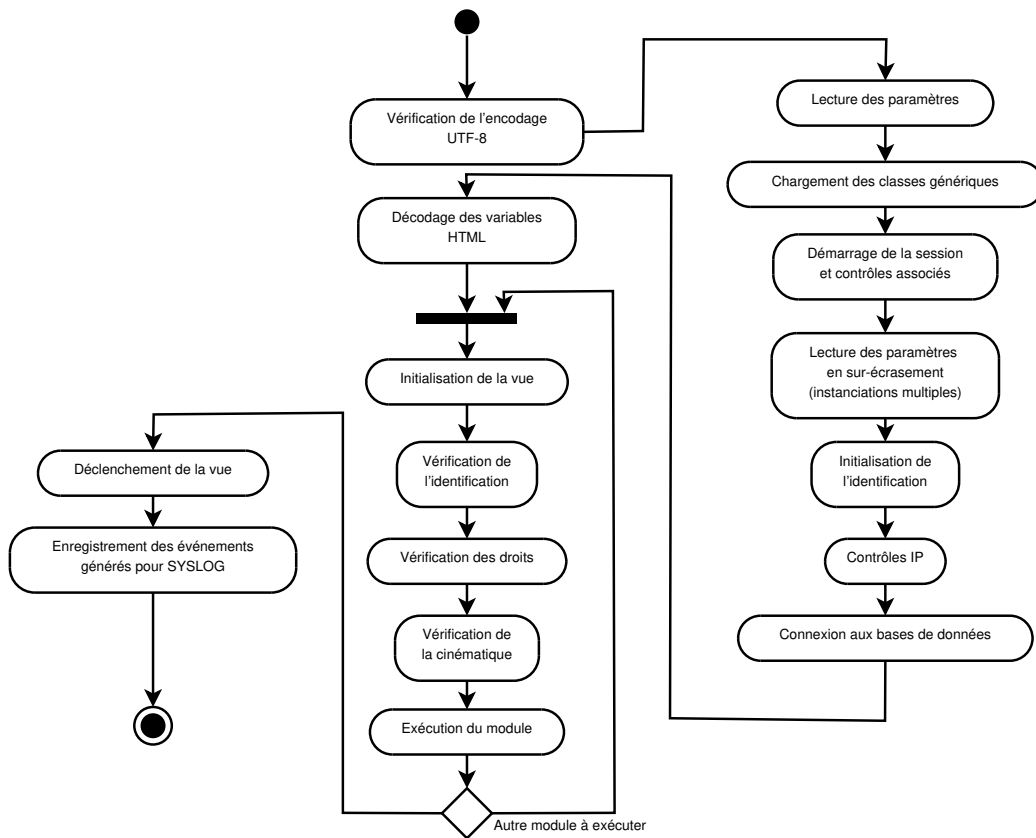 Vérification de l'encodage
UTF-8
Lecture des paramètres
Chargement des classes génériques
Démarrage de la session
et contrôles associés
Lecture des paramètres
en sur-écrasement
(instanciations multiples)
Initialisation de
l'identification
Contrôles IP
Connexion aux bases de données
Décodage des variables
HTML
Initialisation de la vue
Vérification de
l'identification
Vérification des droits
Vérification de
la cinématique
Exécution du module
Autre module à exécuter
Déclenchement de la vue
Enregistrement des événements
générés pour SYSLOG